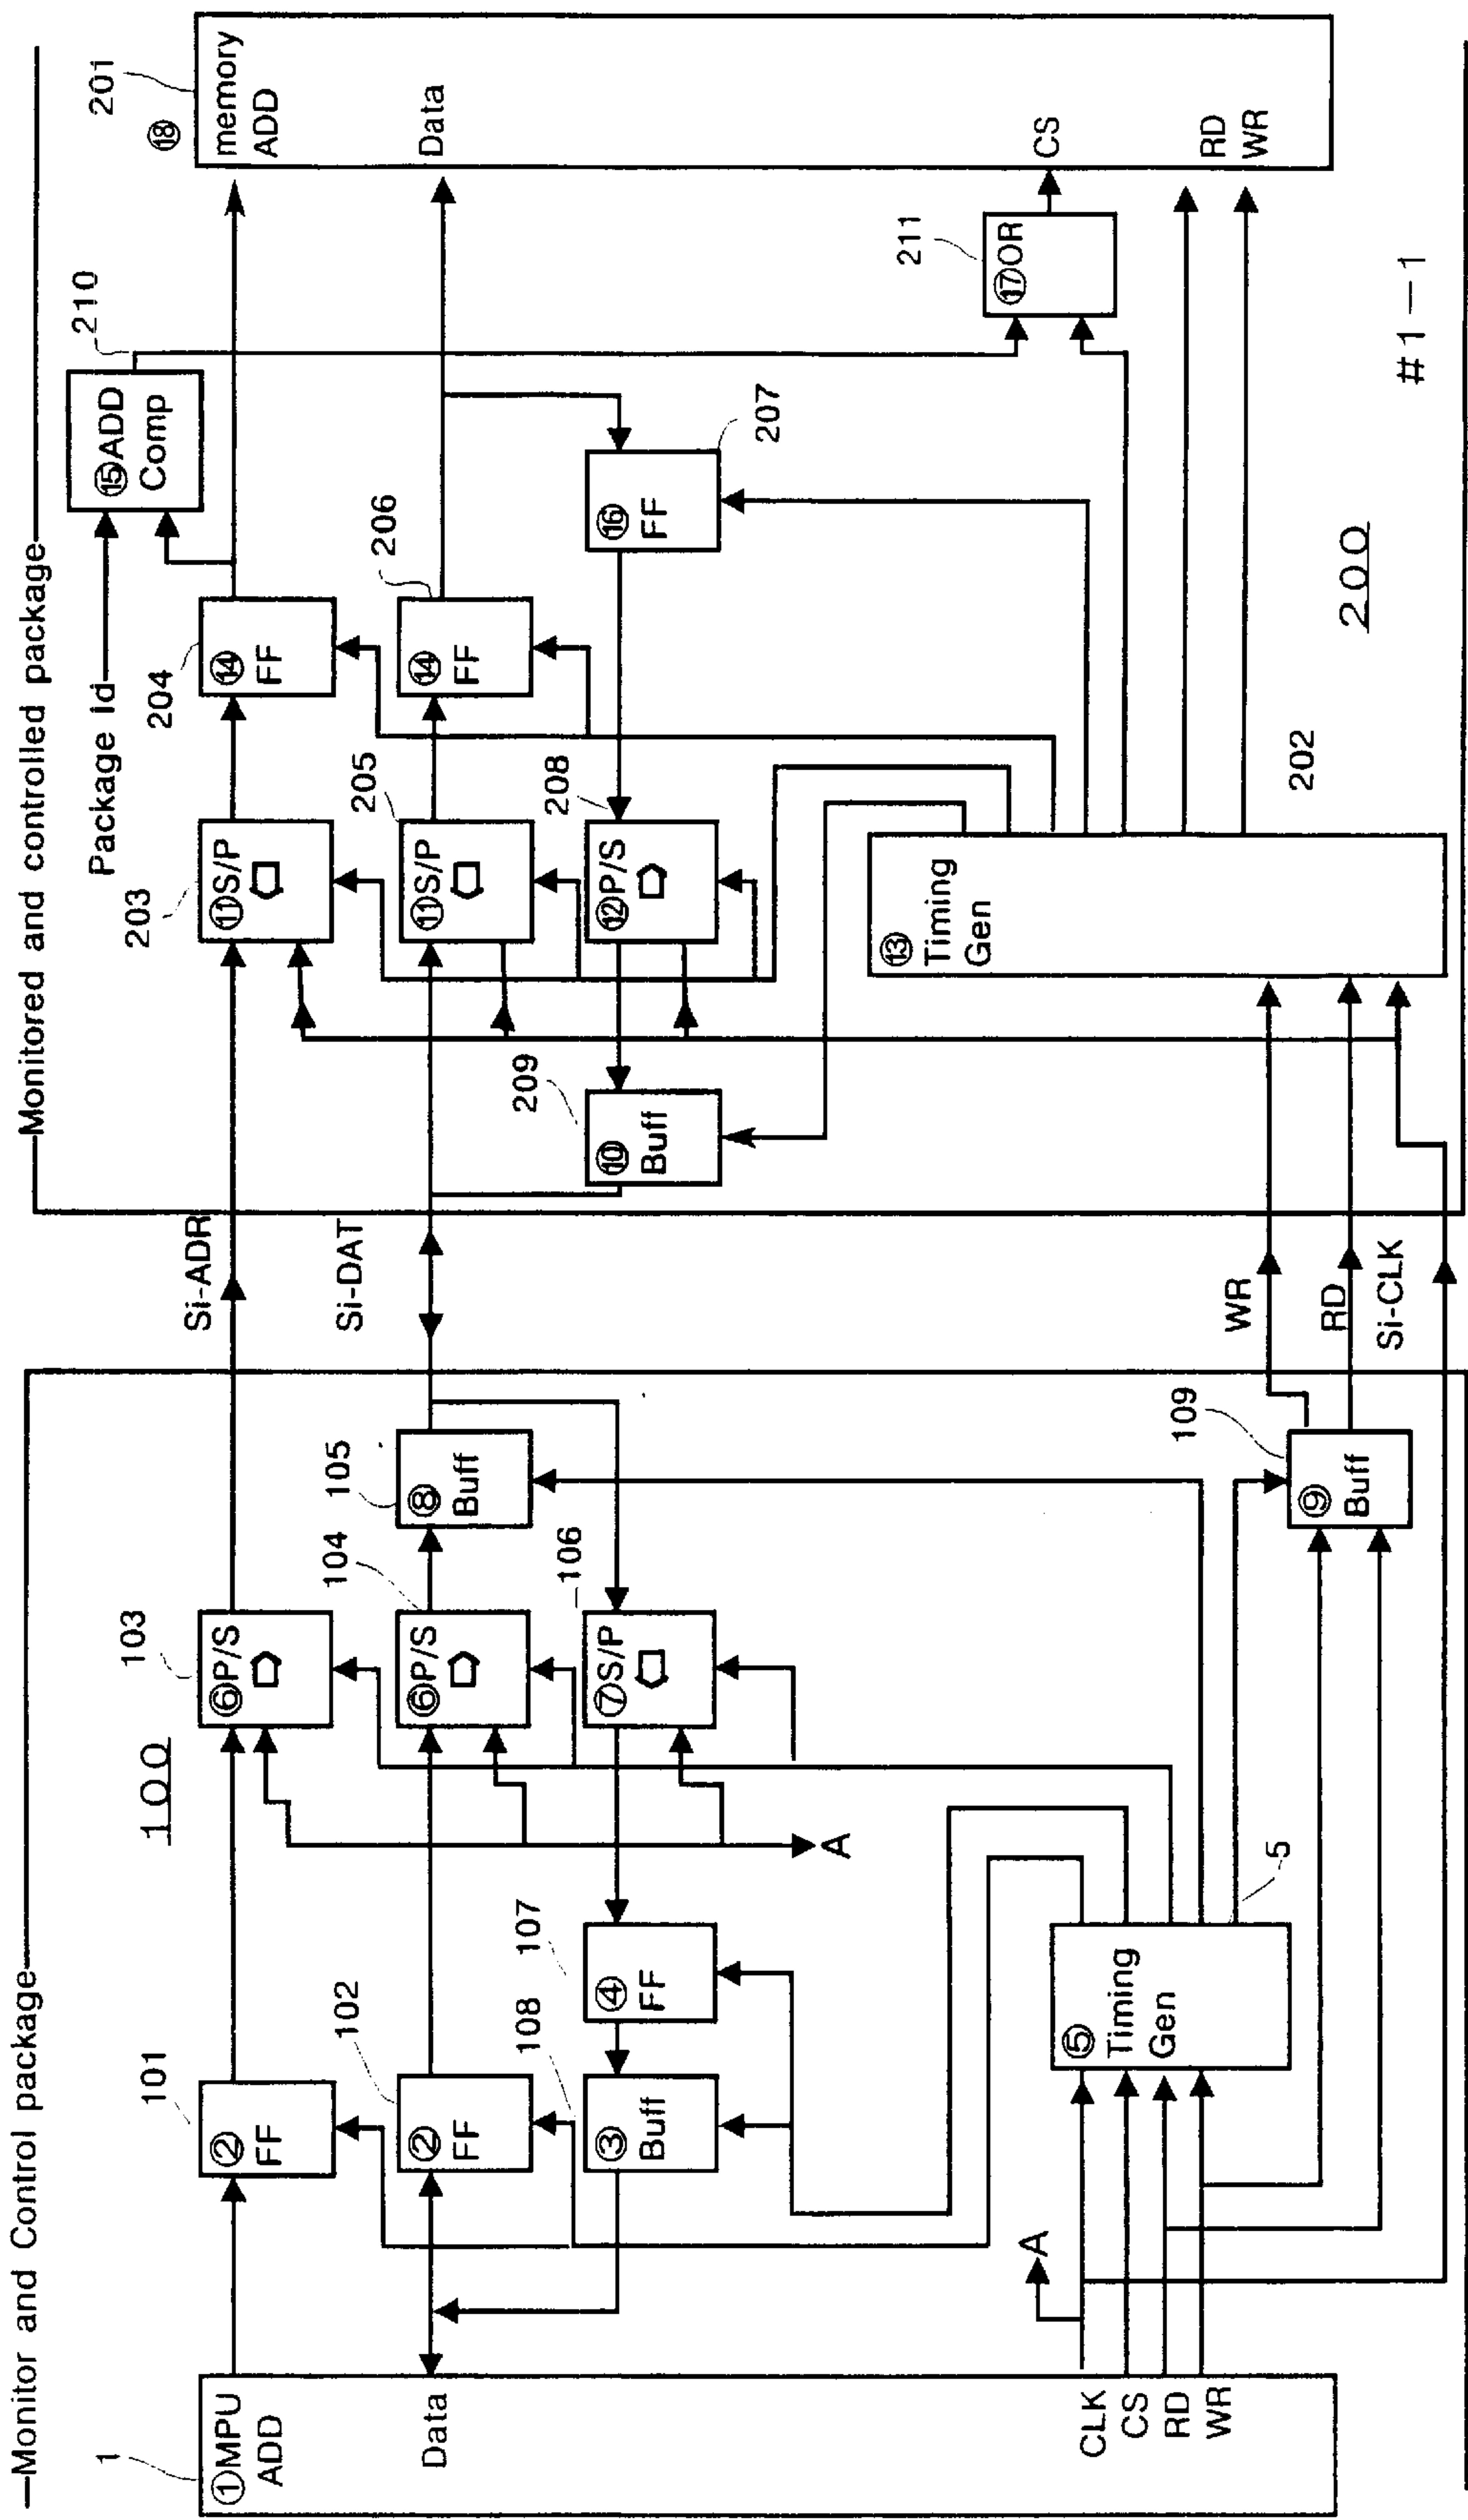 Monitor and Control package
100
1
①MPU
ADD
Data
CLK
CS
RD
WR
A
101
②
FF
102
②
FF
108
③
Buff
107
④
FF
⑤
Timing
Gen
5
A
103
⑥P/S
104
⑥P/S
106
⑦S/P
105
⑧
Buff
109
⑨
Buff
Si-ADR
Si-DAT
WR
RD
Si-CLK
Monitored and controlled package
200
#1-1
209
⑩
Buff
203
⑪S/P
205
⑪S/P
208
⑫P/S
⑬
Timing
Gen
202
Package Id
204
⑭
FF
206
⑭
FF
207
⑯
FF
210
⑮ADD
Comp
211
⑰OR
201
⑱
memory
ADD
Data
CS
RD
WR